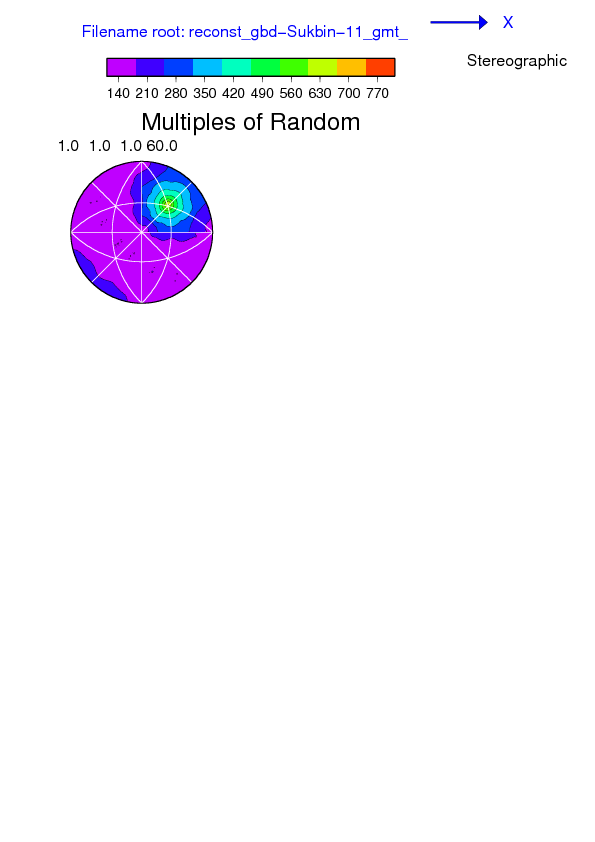 Filename root: reconst_gbd−Sukbin−11_gmt_
X
Stereographic
140 210 280 350 420 490 560 630 700 770
Multiples of Random
1.0 1.0 1.0 60.0